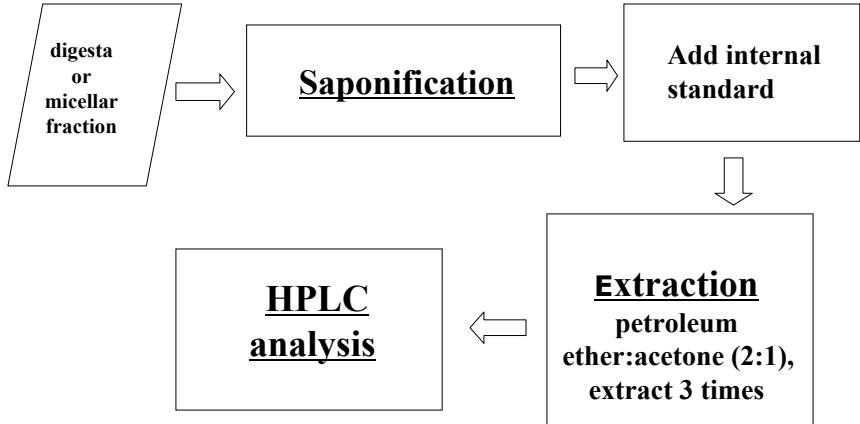 digesta
or
micellar
fraction
Saponification
Add internal
standard
Extraction
petroleum
ether:acetone (2:1),
extract 3 times
HPLC
analysis